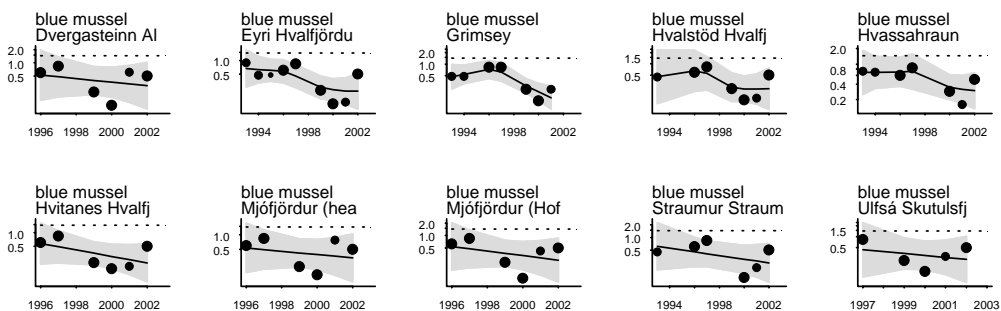 blue mussel
Dvergasteinn Al
2.0
1.0
0.5
1996 1998 2000 2002
blue mussel
Eyri Hvalfjördu
1.0
0.5
1994 1998 2002
blue mussel
Grimsey
2.0
1.0
0.5
1994 1998 2002
blue mussel
Hvalstöd Hvalfj
1.5
0.5
1994 1998 2002
blue mussel
Hvassahraun
2.0
0.8
0.4
0.2
1994 1998 2002
blue mussel
Hvitanes Hvalfj
1.0
0.5
1996 1998 2000 2002
blue mussel
Mjófjördur (hea
1.0
0.5
1996 1998 2000 2002
blue mussel
Mjófjördur (Hof
2.0
1.0
0.5
1996 1998 2000 2002
blue mussel
Straumur Straum
2.0
1.0
0.5
1994 1998 2002
blue mussel
Ulfsá Skutulsfj
1.5
0.5
1997 1999 2001 2002 2003